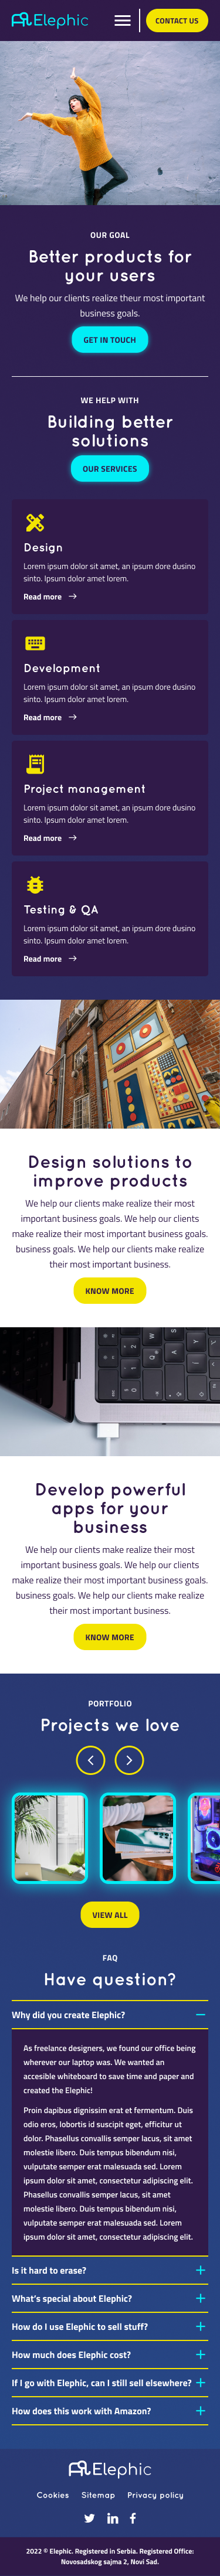 Elephic
CONTACT US
OUR GOAL
Better products for
your users
We help our clients realize their most important
business goals.
GET IN TOUCH
WE HELP WITH
Building better
solutions
OUR SERVICES
Design
Lorem ipsum dolor sit amet, an ipsum dore dusino
sinto. Ipsum dolor amet lorem.
Read more
Development
Lorem ipsum dolor sit amet, an ipsum dore dusino
sinto. Ipsum dolor amet lorem.
Read more
Project management
Lorem ipsum dolor sit amet, an ipsum dore dusino
sinto. Ipsum dolor amet lorem.
Read more
Testing & QA
Lorem ipsum dolor sit amet, an ipsum dore dusino
sinto. Ipsum dolor amet lorem.
Read more
Design solutions to
improve products
We help our clients make realize their most
important business goals. We help our clients
make realize their most important business goals.
business goals. We help our clients make realize
their most important business.
KNOW MORE
Develop powerful
apps for your
business
We help our clients make realize their most
important business goals. We help our clients
make realize their most important business goals.
business goals. We help our clients make realize
their most important business.
KNOW MORE
PORTFOLIO
Projects we love
VIEW ALL
FAQ
Have question?
Why did you create Elephic?
As freelance designers, we found our office being
wherever our laptop was. We wanted an
accesible whiteboard to save time and paper and
created the Elephic!
Proin dapibus dignissim erat et fermentum. Duis
odio eros, lobortis id suscipit eget, efficitur ut
dolor. Phasellus convallis semper lacus, sit amet
molestie libero. Duis tempus bibendum nisi,
vulputate semper erat malesuada sed. Lorem
ipsum dolor sit amet, consectetur adipiscing elit.
Phasellus convallis semper lacus, sit amet
molestie libero. Duis tempus bibendum nisi,
vulputate semper erat malesuada sed. Lorem
ipsum dolor sit amet, consectetur adipiscing elit.
Is it hard to erase?
What's special about Elephic?
How do I use Elephic to sell stuff?
How much does Elephic cost?
If I go with Elephic, can I still sell elsewhere?
How does this work with Amazon?
Elephic
Cookies Sitemap Privacy policy
2022 © Elephic. Registered in Serbia. Registered Office:
Novosadskog sajma 2, Novi Sad.